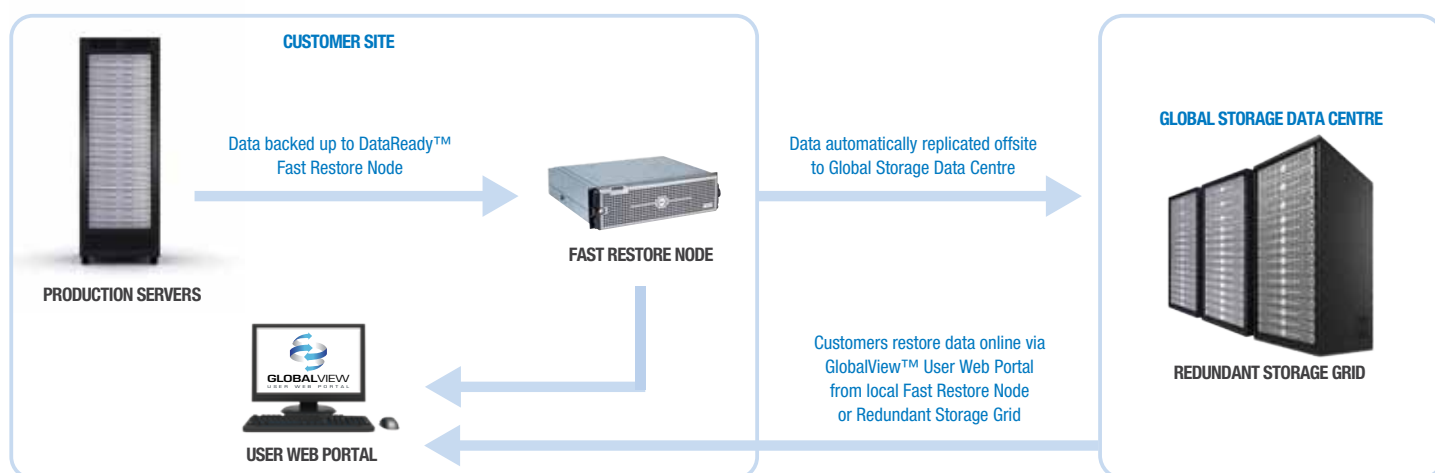 CUSTOMER SITE
Data backed up to DataReady™
Fast Restore Node
PRODUCTION SERVERS
FAST RESTORE NODE
GLOBALVIEW
USER WEB PORTAL
USER WEB PORTAL
Data automatically replicated offsite
to Global Storage Data Centre
Customers restore data online via
GlobalView™ User Web Portal
from local Fast Restore Node
or Redundant Storage Grid
GLOBAL STORAGE DATA CENTRE
REDUNDANT STORAGE GRID